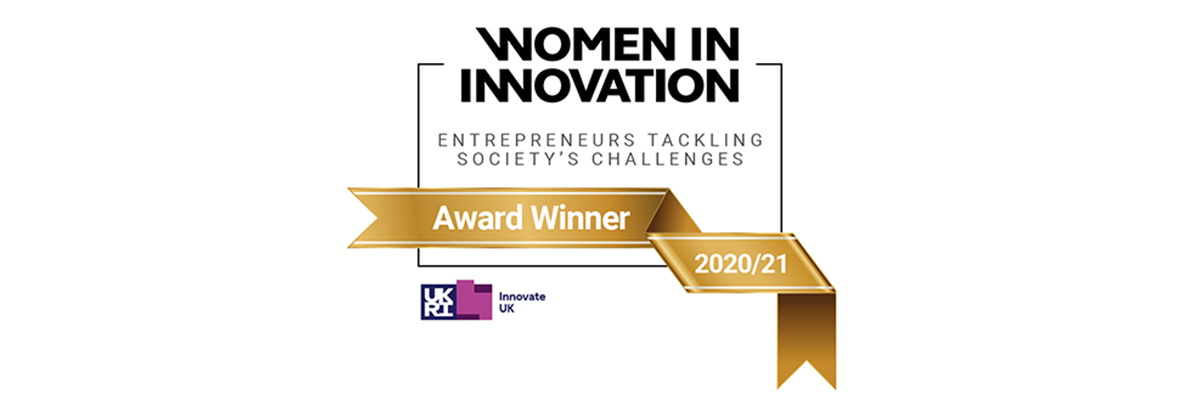 WOMEN IN
INNOVATION
ENTREPRENEURS TACKLING
SOCIETY'S CHALLENGES
Award Winner
2020/21
UK
RI
Innovate
UK